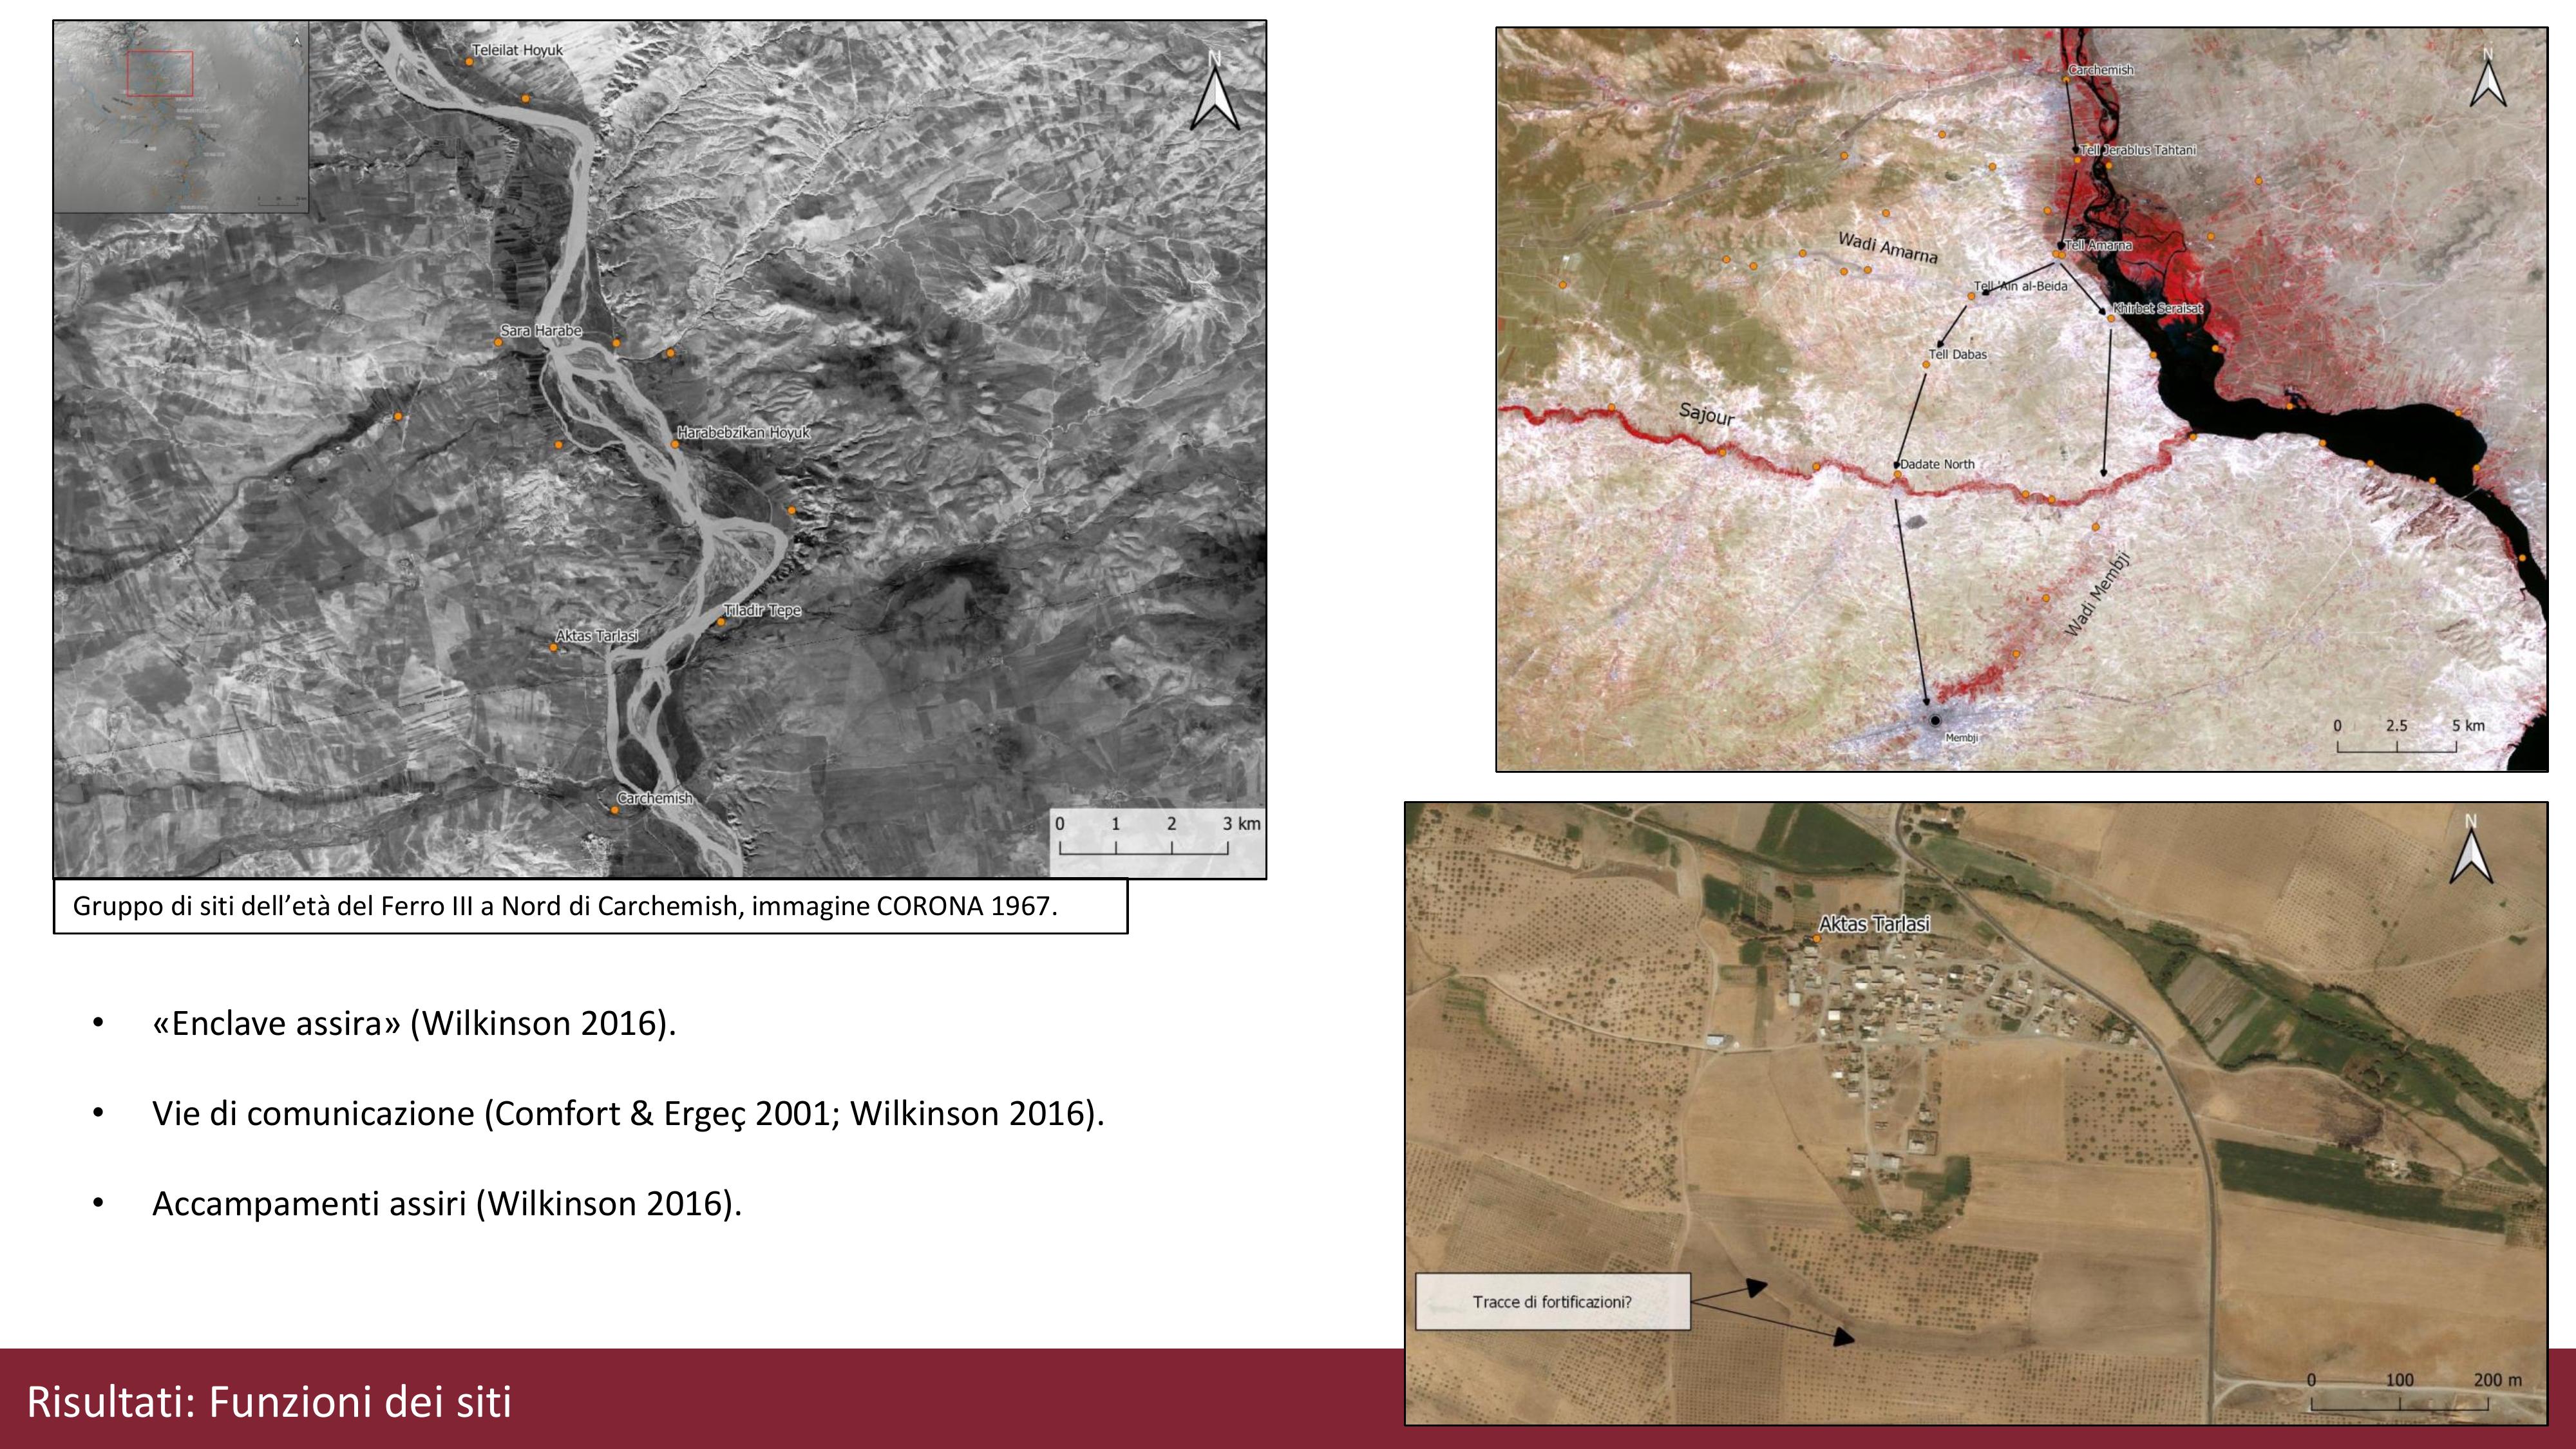 Teleilat Hoyuk
N
Sara Harabe
Harabebzikan Hoyuk
Tiladir Tepe
Aktas Tarlasi
Carchemish
0 1 2 3 km
Gruppo di siti dell’età del Ferro III a Nord di Carchemish, immagine CORONA 1967.
• «Enclave assira» (Wilkinson 2016).
• Vie di comunicazione (Comfort & Ergeç 2001; Wilkinson 2016).
• Accampamenti assiri (Wilkinson 2016).
N
Carchemish
Tell Jerablus Tahtani
Wadi Amarna
Tell Amarna
Tell 'Ain al-Beida
Khirbet Seraisat
Tell Dabas
Sajour
Dadate North
Wadi Membji
0 2.5 5 km
Membji
N
Aktas Tarlasi
Tracce di fortificazioni?
0 100 200 m
Risultati: Funzioni dei siti